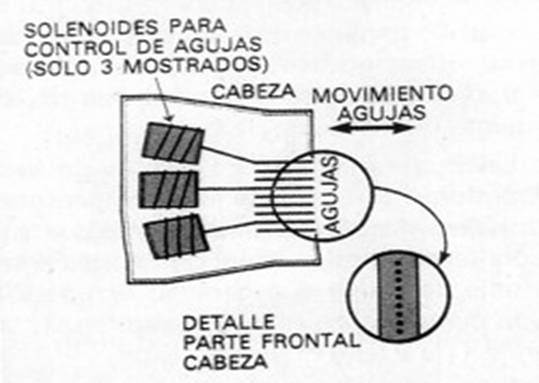 SOLENOIDES PARA
CONTROL DE AGUJAS
(SOLO 3 MOSTRADOS)
CABEZA
MOVIMIENTO
AGUJAS
AGUJAS
DETALLE
PARTE FRONTAL
CABEZA